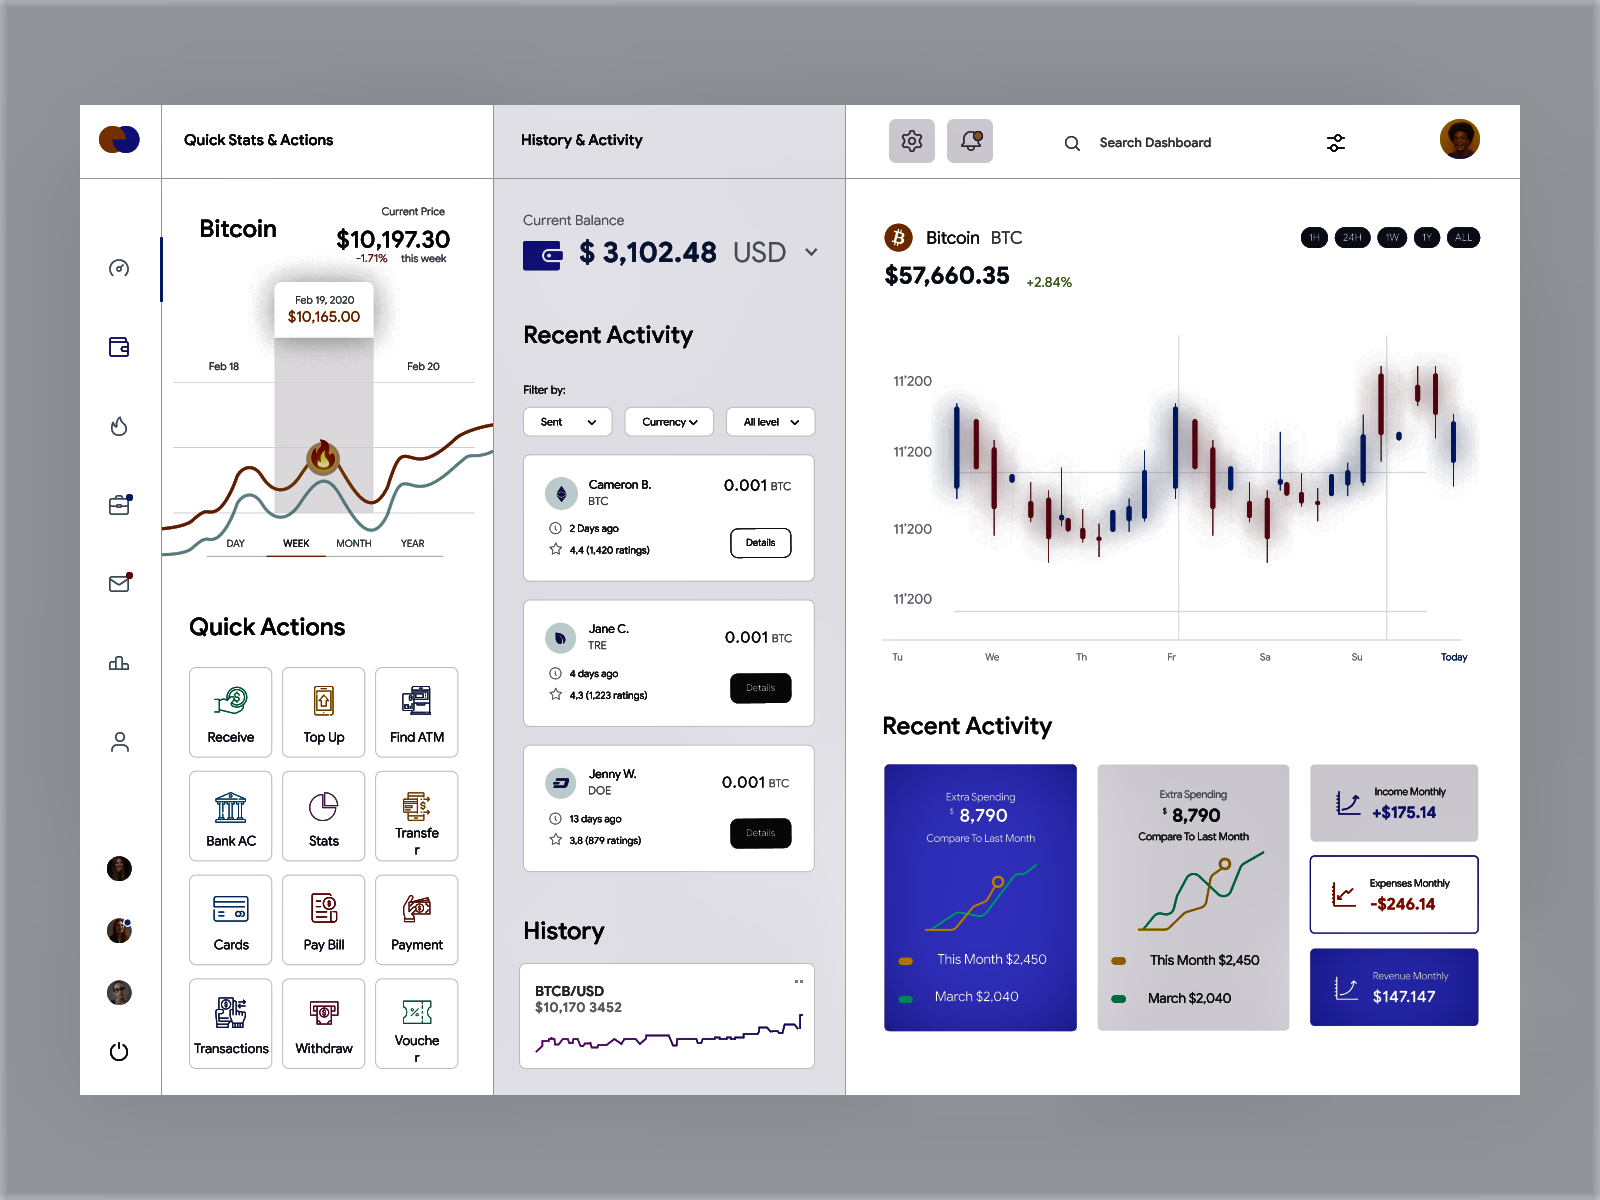 Quick Stats & Actions
History & Activity
Search Dashboard
Bitcoin
Current Price
$10,197.30
-1.71% this week
Feb 19, 2020
$10,165.00
Feb 18
Feb 20
DAY WEEK MONTH YEAR
Quick Actions
Receive
Top Up
Find ATM
Bank AC
Stats
Transfe
r
Cards
Pay Bill
Payment
Transactions
Withdraw
Vouche
r
Current Balance
$ 3,102.48 USD
Recent Activity
Filter by:
Sent
Currency
All level
Cameron B.
BTC
0.001 BTC
2 Days ago
4,4 (1,420 ratings)
Details
Jane C.
TRE
0.001 BTC
4 days ago
4,3 (1,223 ratings)
Details
Jenny W.
DOE
0.001 BTC
13 days ago
3,8 (879 ratings)
Details
History
BTCB/USD
$10,170 3452
Bitcoin BTC
$57,660.35 +2.84%
1H 24H 1W 1Y ALL
11'200
11'200
11'200
11'200
Tu We Th Fr Sa Su Today
Recent Activity
Extra Spending
$ 8,790
Compare To Last Month
This Month $2,450
March $2,040
Extra Spending
$ 8,790
Compare To Last Month
This Month $2,450
March $2,040
Income Monthly
+$175.14
Expenses Monthly
-$246.14
Revenue Monthly
$147.147